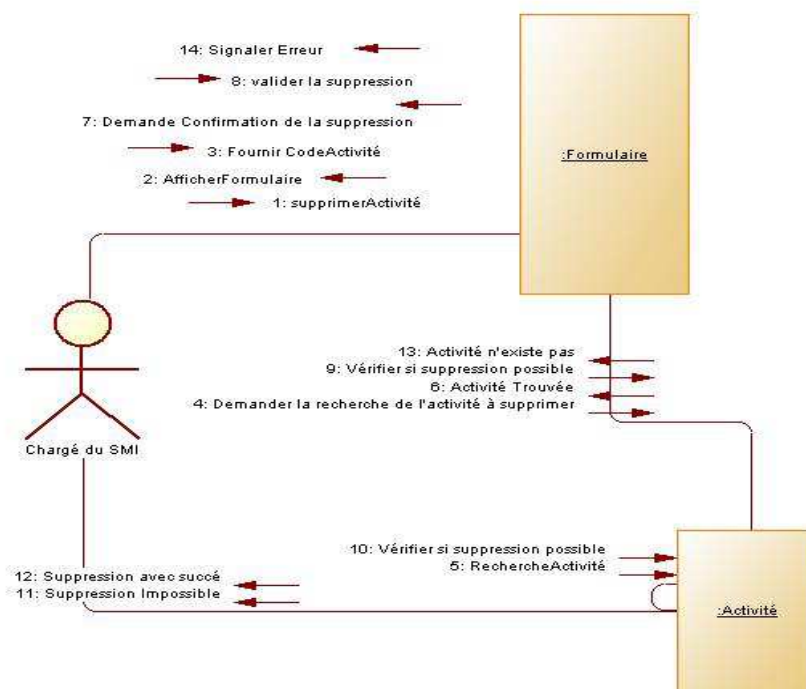 14: Signaler Erreur
8: valider la suppression
7: Demande Confirmation de la suppression
3: Fournir CodeActivité
2: AfficherFormulaire
1: supprimerActivité
:Formulaire
13: Activité n'existe pas
9: Vérifier si suppression possible
6: Activité Trouvée
4: Demander la recherche de l'activité à supprimer
Chargé du SMI
10: Vérifier si suppression possible
5: RechercheActivité
12: Suppression avec succé
11: Suppression Impossible
:Activité